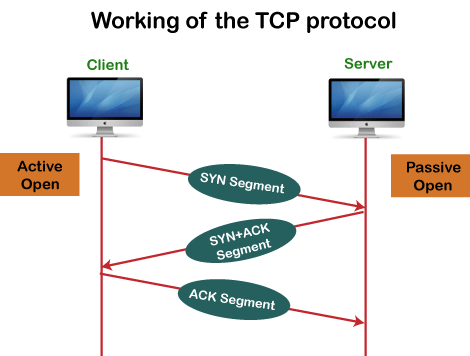 Working of the TCP protocol
Client
Server
Active
Open
Passive
Open
SYN Segment
SYN+ACK
Segment
ACK Segment